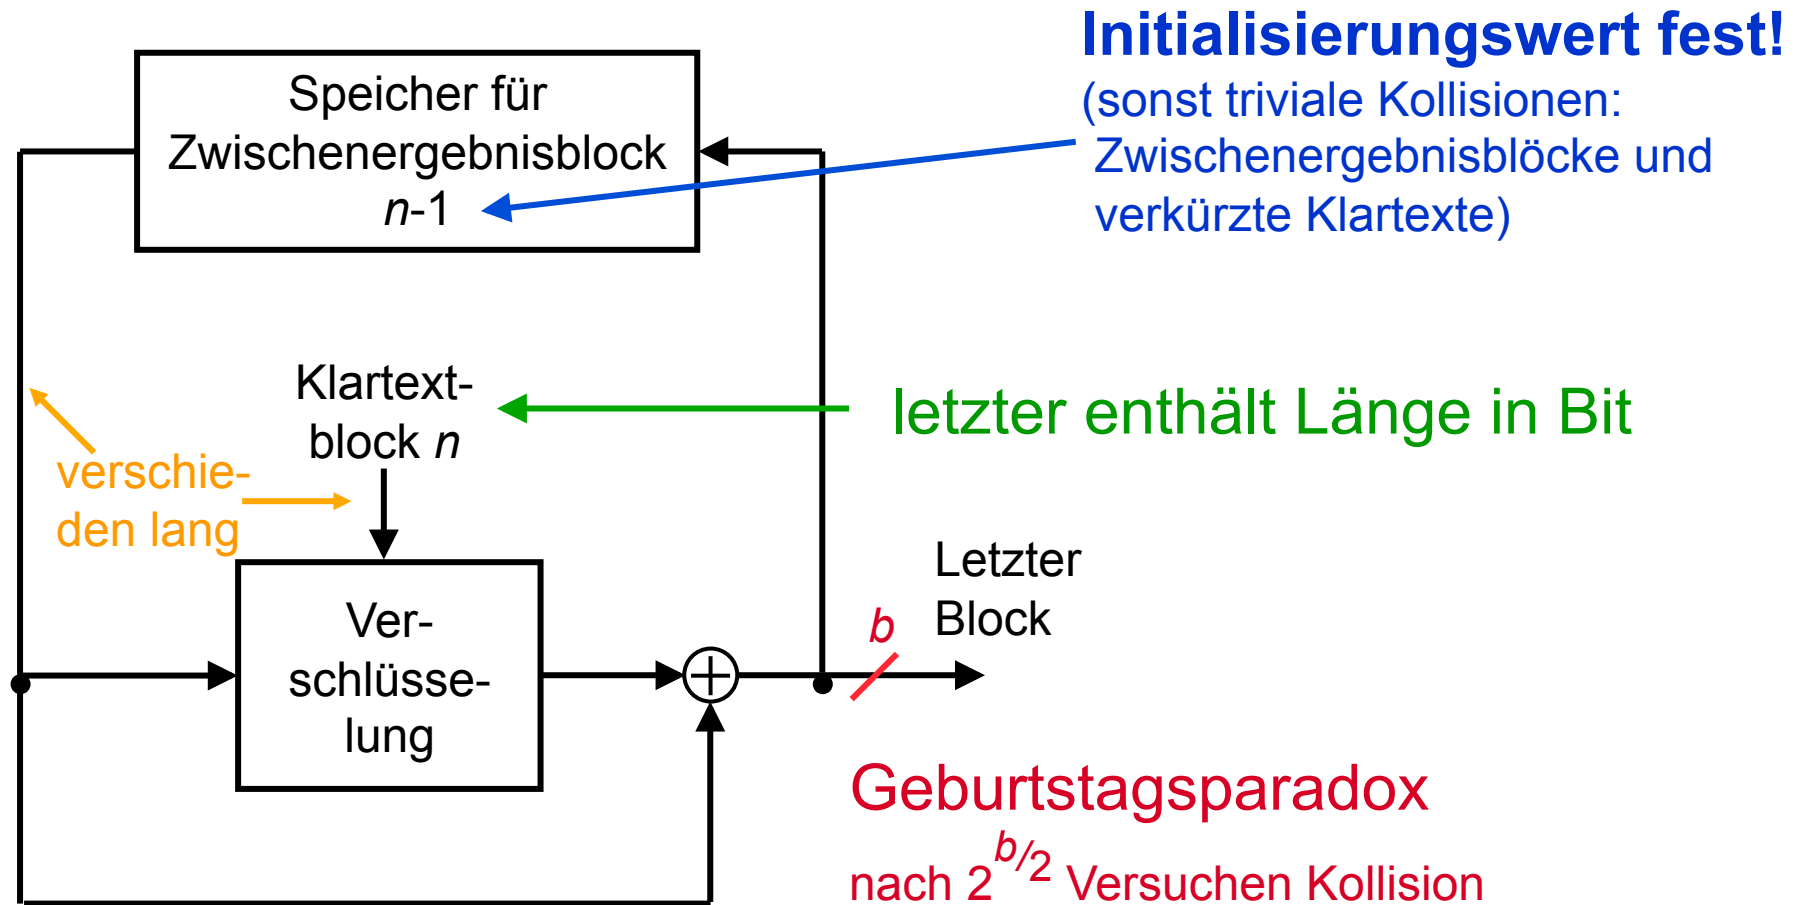 Initialisierungswert fest!
(sonst triviale Kollisionen:
Zwischenergebnisblöcke und
verkürzte Klartexte)
Speicher für
Zwischenergebnisblock
n-1
Klartext-
block n
letzter enthält Länge in Bit
verschie-
den lang
Ver-
schlüsse-
lung
Letzter
Block
b
Geburtstagsparadox
nach 2^b/2 Versuchen Kollision